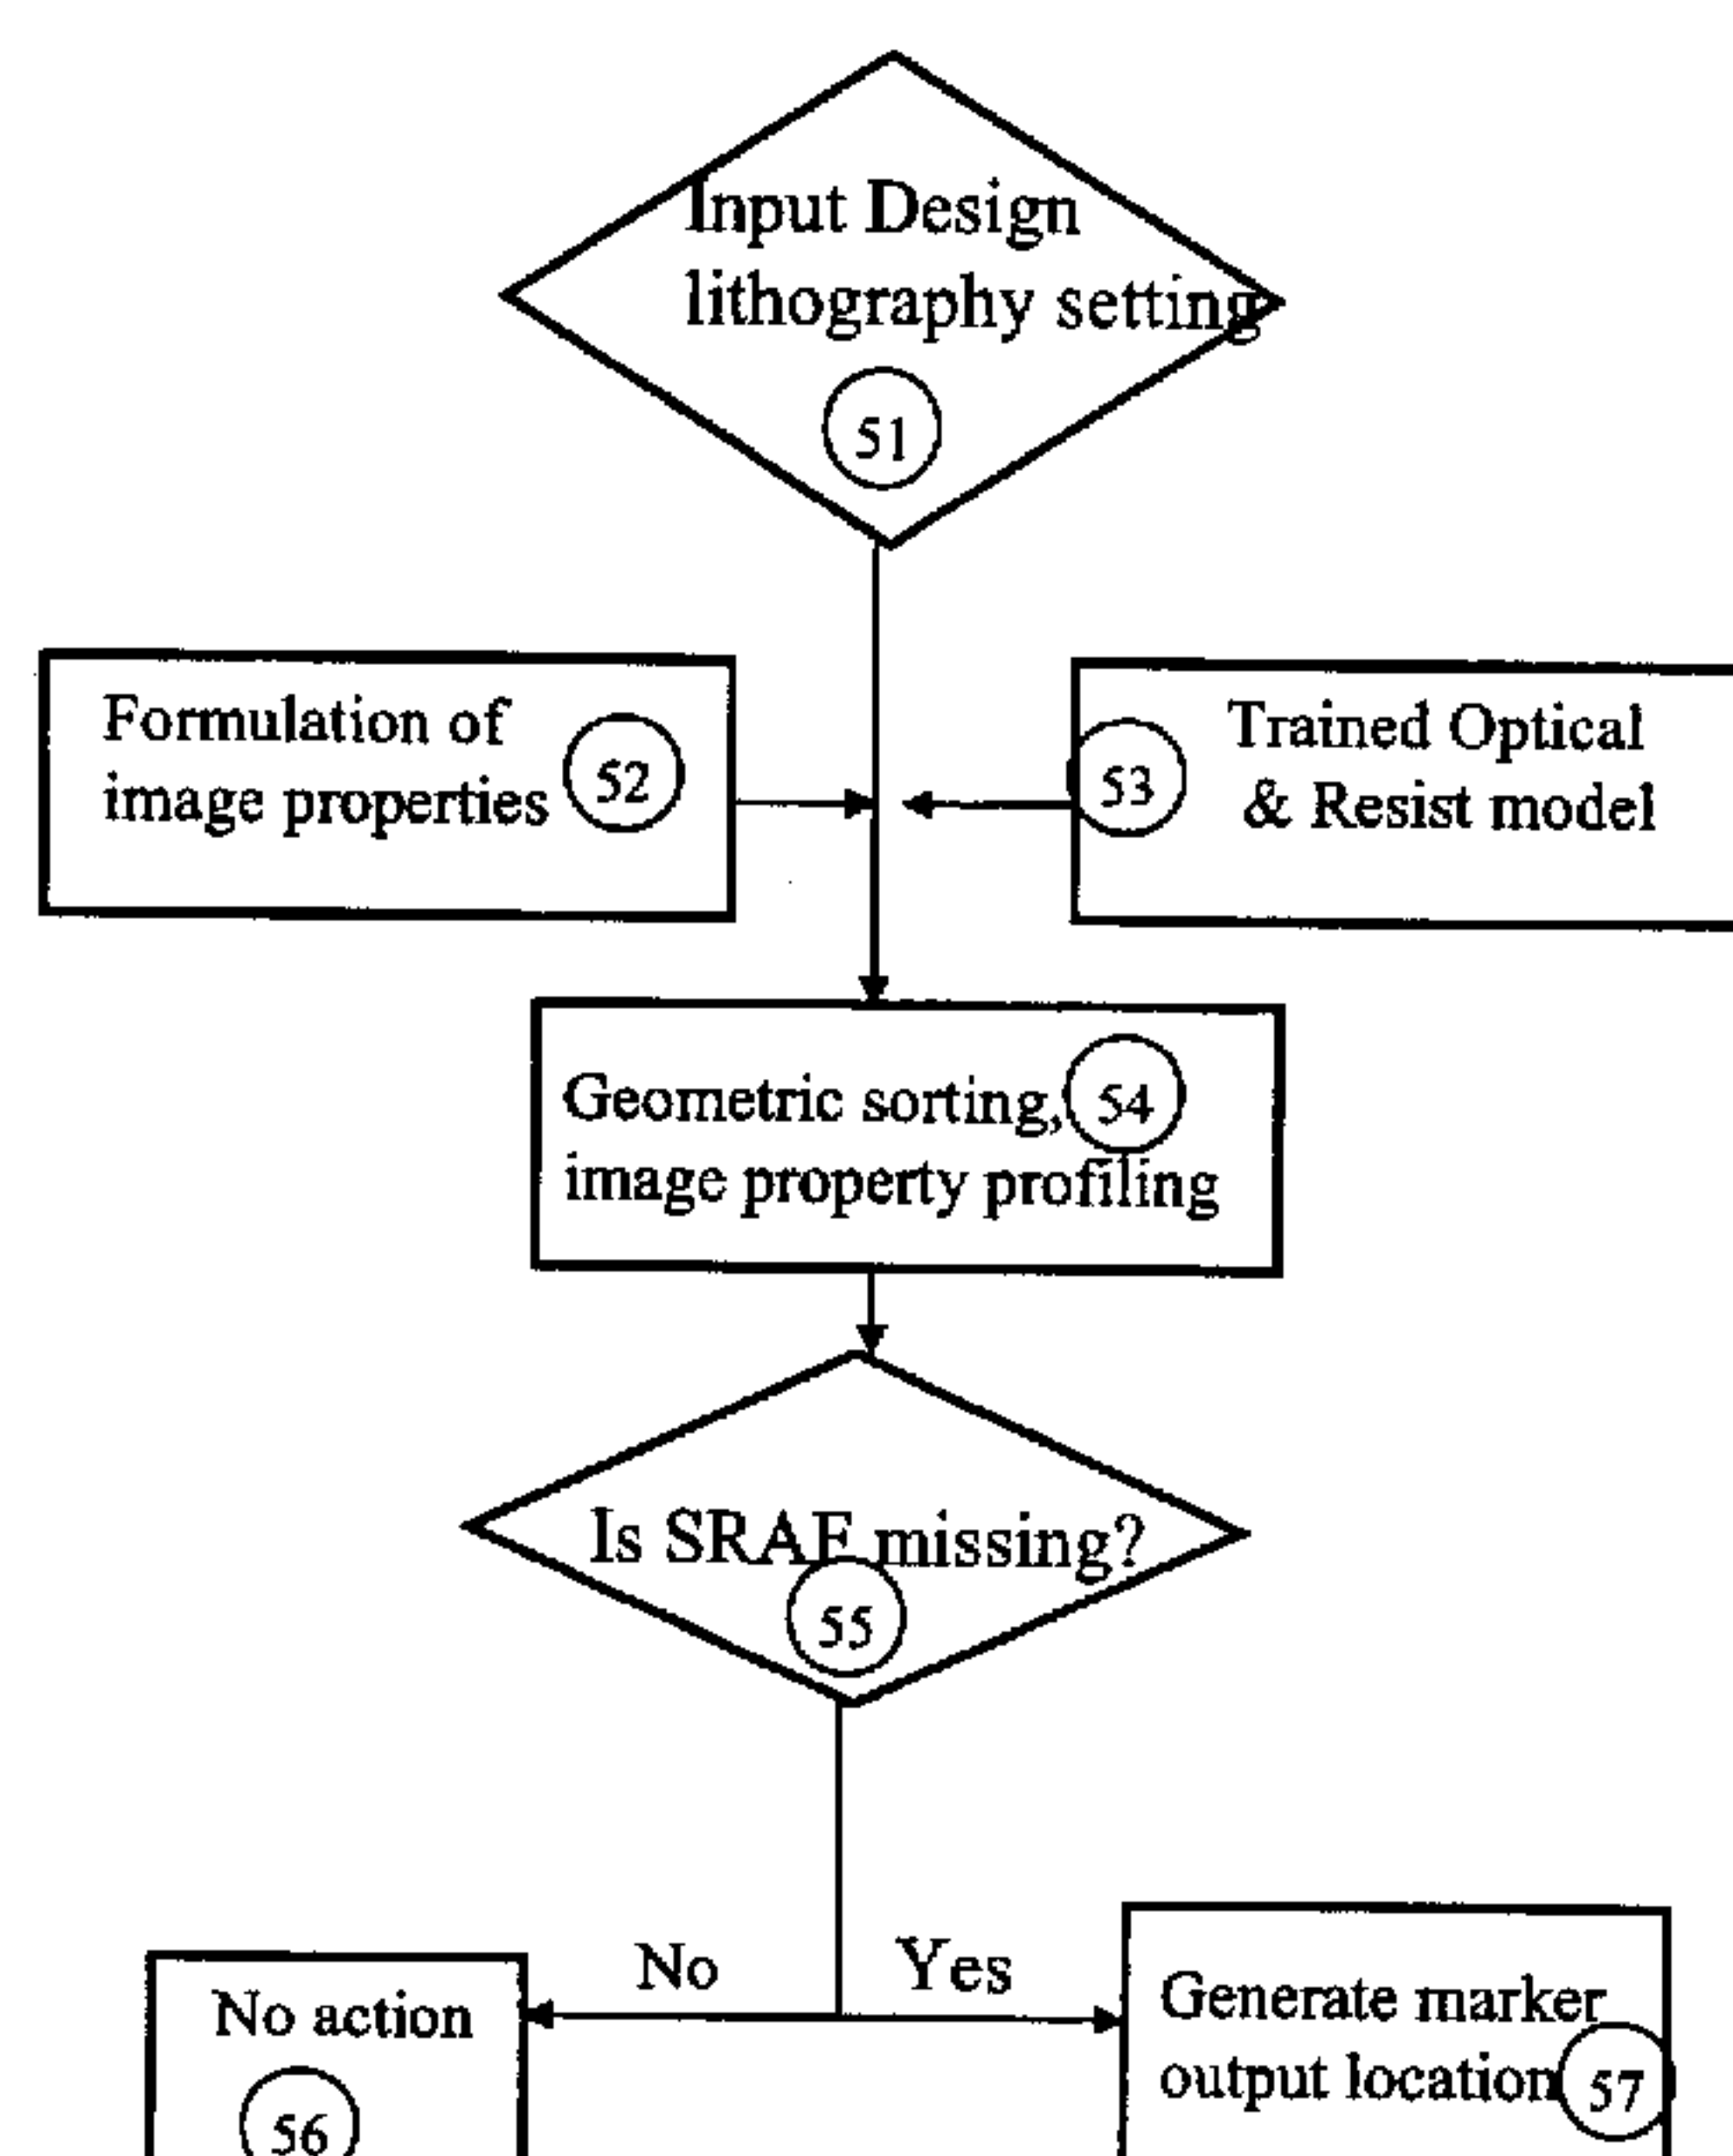 Input Design
lithography setting
51
Formulation of
image properties
52
53
Trained Optical
& Resist model
Geometric sorting,
54
image property profiling
Is SRAF missing?
55
No
Yes
No action
56
Generate marker
output location
57